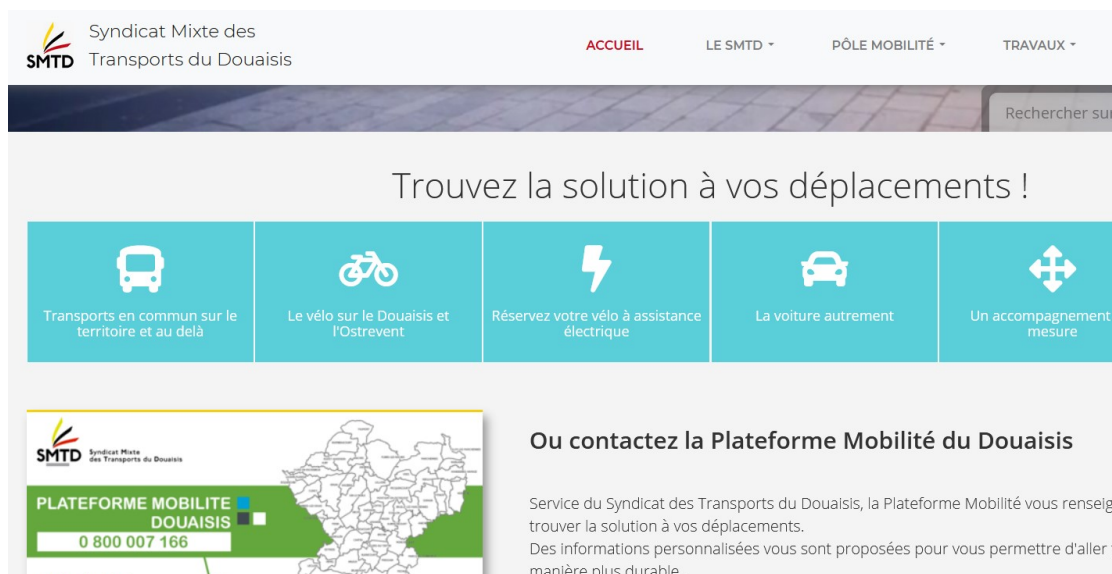 SMTD
Syndicat Mixte des
Transports du Douaisis
ACCUEIL
LE SMTD
PÔLE MOBILITÉ
TRAVAUX
Rechercher sur
Trouvez la solution à vos déplacements !
Transports en commun sur le
territoire et au delà
Le vélo sur le Douaisis et
l'Ostrevent
Réservez votre vélo à assistance
électrique
La voiture autrement
Un accompagnement
mesure
SMTD
Syndicat Mixte
des Transports du Douaisis
PLATEFORME MOBILITE
DOUAISIS
0 800 007 166
Ou contactez la Plateforme Mobilité du Douaisis
Service du Syndicat des Transports du Douaisis, la Plateforme Mobilité vous renseig
trouver la solution à vos déplacements.
Des informations personnalisées vous sont proposées pour vous permettre d'aller
manière plus durable